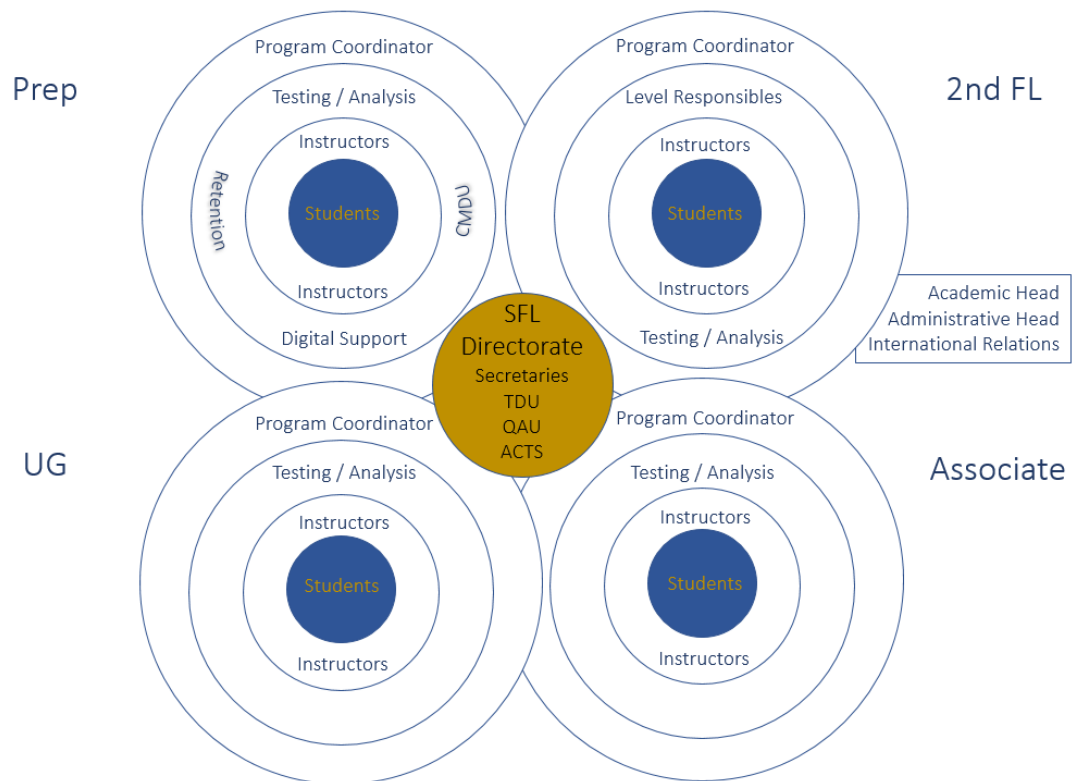 Prep
Program Coordinator
Testing / Analysis
Instructors
Retention
Students
CMDU
Instructors
Digital Support
2nd FL
Program Coordinator
Level Responsibles
Instructors
Students
Instructors
Testing / Analysis
Academic Head
Administrative Head
International Relations
SFL
Directorate
Secretaries
TDU
QAU
ACTS
UG
Program Coordinator
Testing / Analysis
Instructors
Students
Instructors
Associate
Program Coordinator
Testing / Analysis
Instructors
Students
Instructors